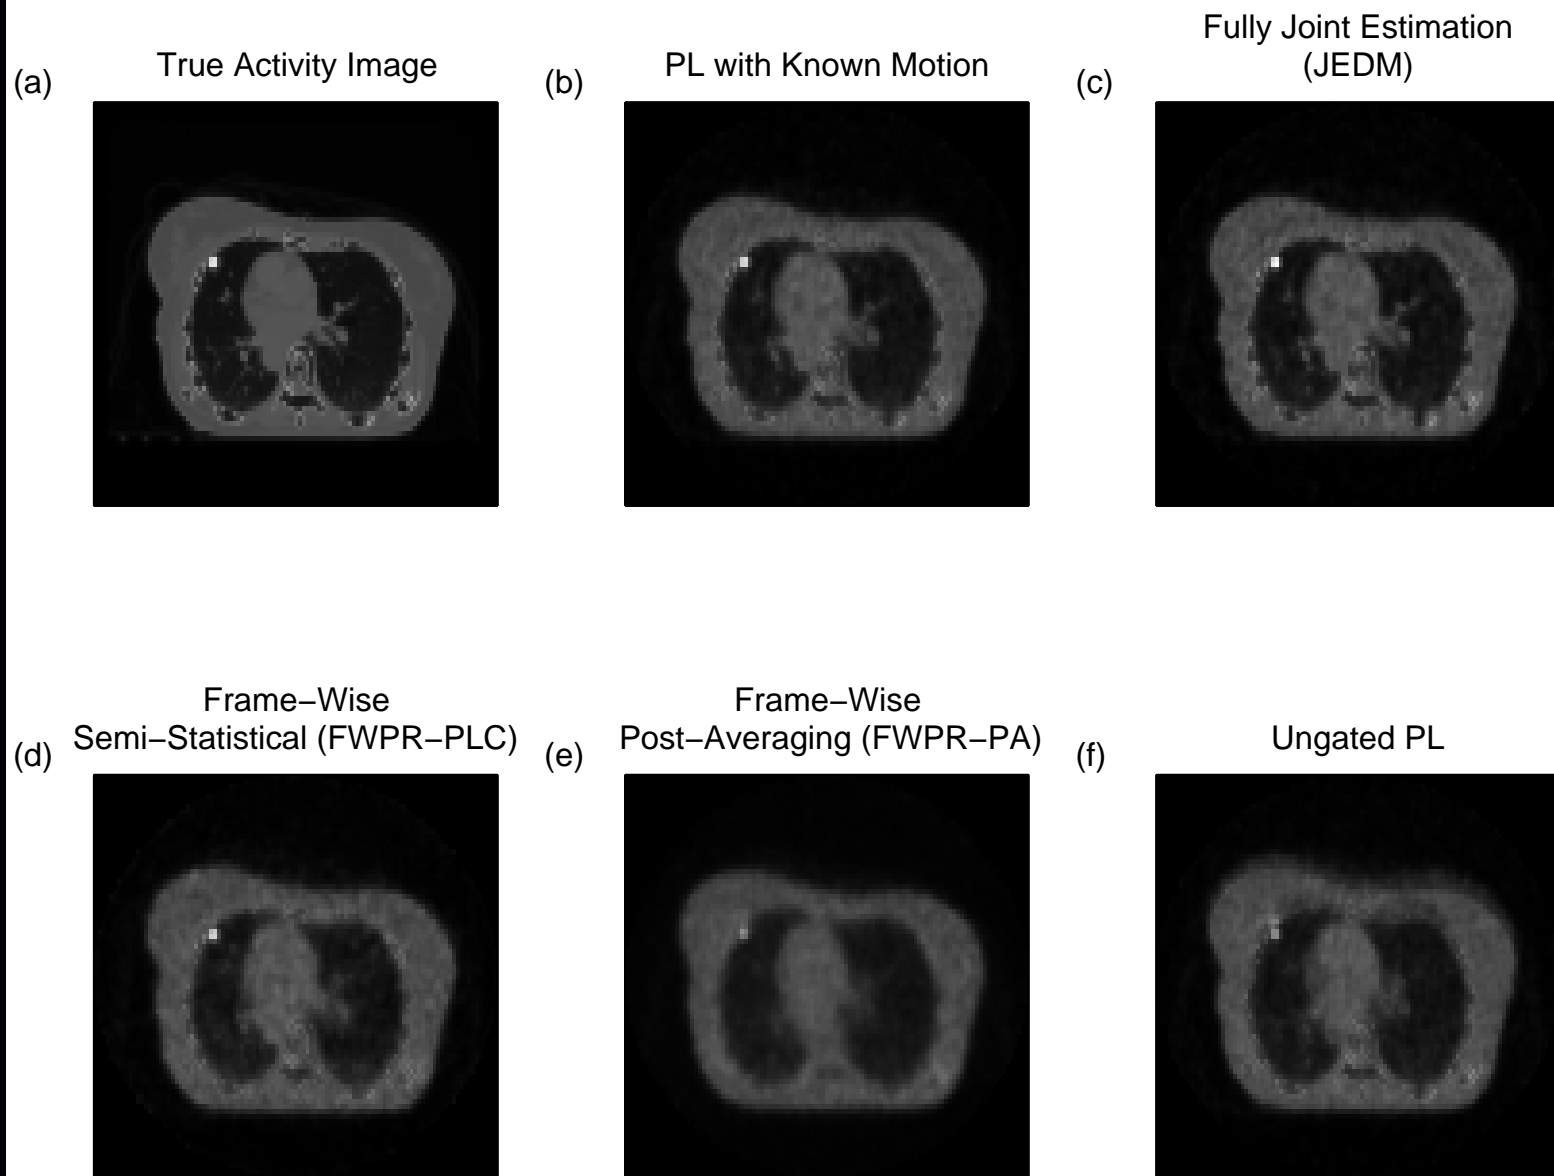 (a)
True Activity Image
(b)
PL with Known Motion
(c)
Fully Joint Estimation
(JEDM)
(d)
Frame−Wise
Semi−Statistical (FWPR−PLC)
(e)
Frame−Wise
Post−Averaging (FWPR−PA)
(f)
Ungated PL